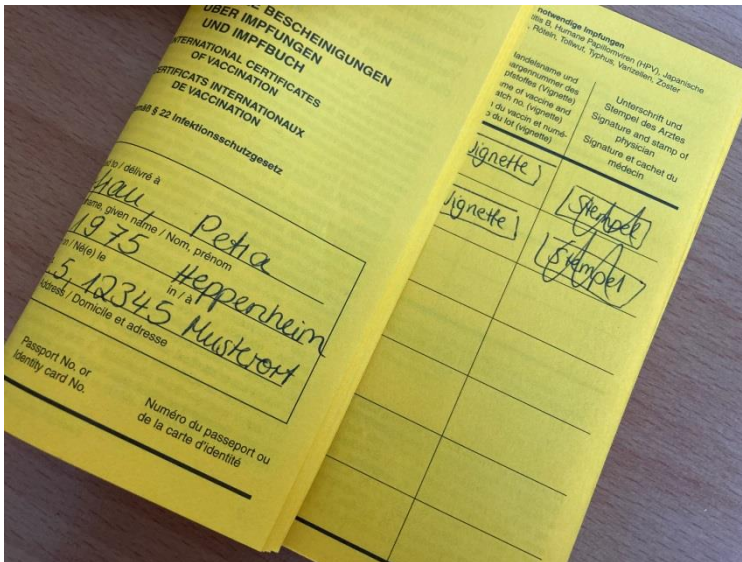 E BESCHEINIGUNGEN
ÜBER IMPFUNGEN
UND IMPFBUCH
INTERNATIONAL CERTIFICATES
OF VACCINATION
CERTIFICATS INTERNATIONAUX
DE VACCINATION
§ 22 Infektionsschutzgesetz
to / délivré à
Petra
name, given name / Nom, prénom
1975 Heppenheim
Né(e) le in / à
5, 12345 Musterort
address / Domicile et adresse
Passport No. or
Identity card No.
Numéro du passeport ou
de la carte d'identité
notwendige Impfungen
titis B, Humane Papillomviren (HPV), Japanische
Röteln, Tollwut, Typhus, Varizellen, Zoster
Handelsname und
Chargennummer des
Impfstoffes (Vignette)
name of vaccine and
batch no. (vignette)
du vaccin et numé-
o du lot (vignette)
Unterschrift und
Stempel des Arztes
Signature and stamp of
physician
Signature et cachet du
médecin
Vignette Stempel
Vignette Stempel